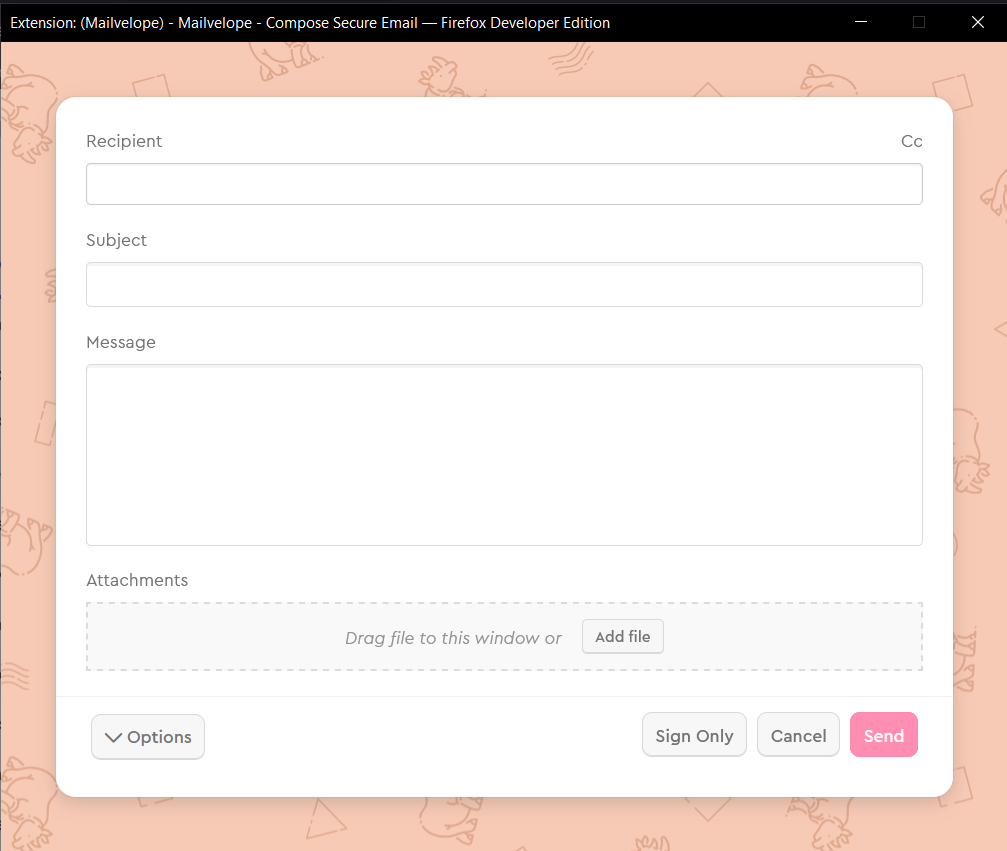 Extension: (Mailvelope) - Mailvelope - Compose Secure Email — Firefox Developer Edition
Recipient Cc
Subject
Message
Attachments
Drag file to this window or Add file
Options Sign Only Cancel Send